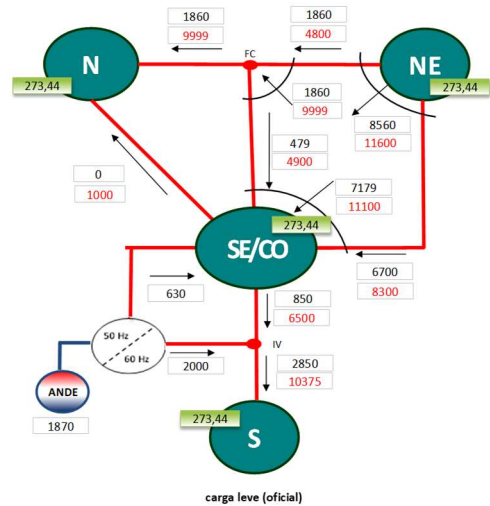 1860
9999
1860
4800
FC
N
NE
273,44
273,44
1860
9999
8560
11600
479
4900
0
1000
7179
11100
273,44
SE/CO
6700
8300
630
850
6500
50 Hz
60 Hz
IV
2000
2850
10375
ANDE
273,44
1870
S
carga leve (oficial)